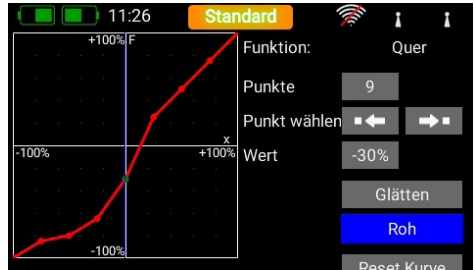 11:26
Standard
+100% F
Funktion: Quer
Punkte 9
Punkt wählen
x
-100% +100%
Wert -30%
Glätten
Roh
-100%
Reset Kurve